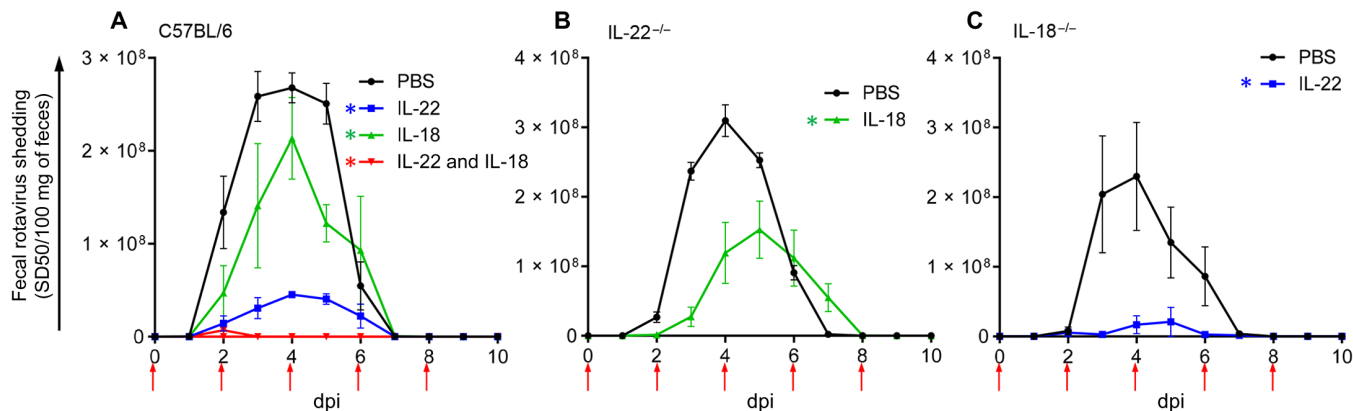 A
C57BL/6
Fecal rotavirus shedding
(SD50/100 mg of feces)
3 × 10⁸
2 × 10⁸
1 × 10⁸
0
PBS
* IL-22
* IL-18
* IL-22 and IL-18
0 2 4 6 8 10
dpi
B
IL-22⁻/⁻
4 × 10⁸
3 × 10⁸
2 × 10⁸
1 × 10⁸
0
PBS
* IL-18
0 2 4 6 8 10
dpi
C
IL-18⁻/⁻
4 × 10⁸
3 × 10⁸
2 × 10⁸
1 × 10⁸
0
PBS
* IL-22
0 2 4 6 8 10
dpi